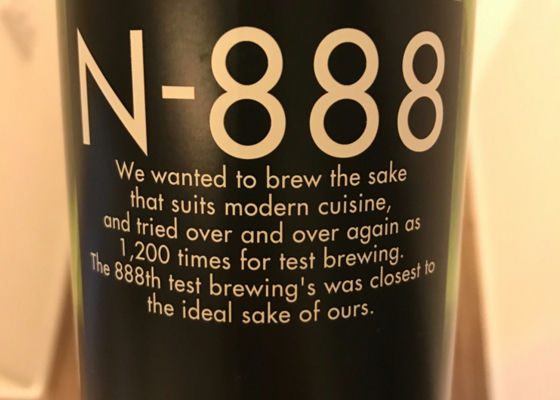 N-888
We wanted to brew the sake
that suits modern cuisine,
and tried over and over again as
1,200 times for test brewing.
The 888th test brewing's was closest to
the ideal sake of ours.